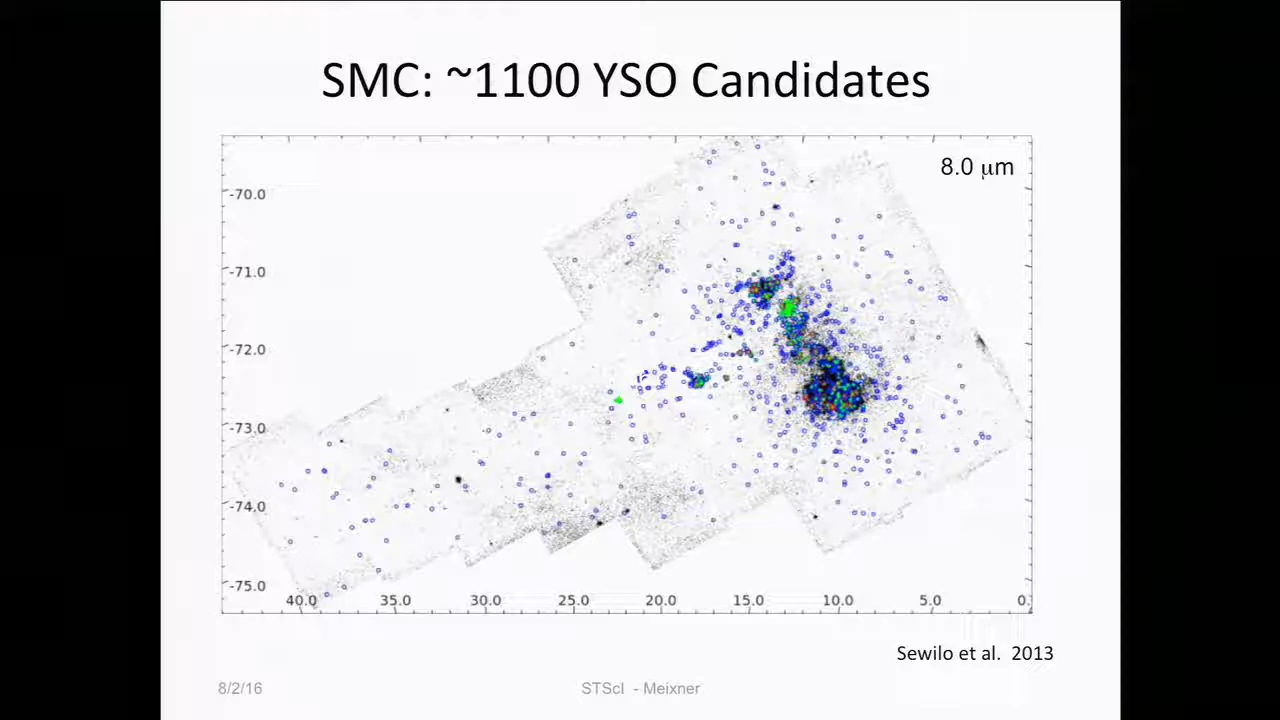 SMC: ~1100 YSO Candidates
8.0 μm
-70.0
-71.0
-72.0
-73.0
-74.0
-75.0
40.0 35.0 30.0 25.0 20.0 15.0 10.0 5.0 0.
Sewilo et al. 2013
8/2/16 STScI - Meixner